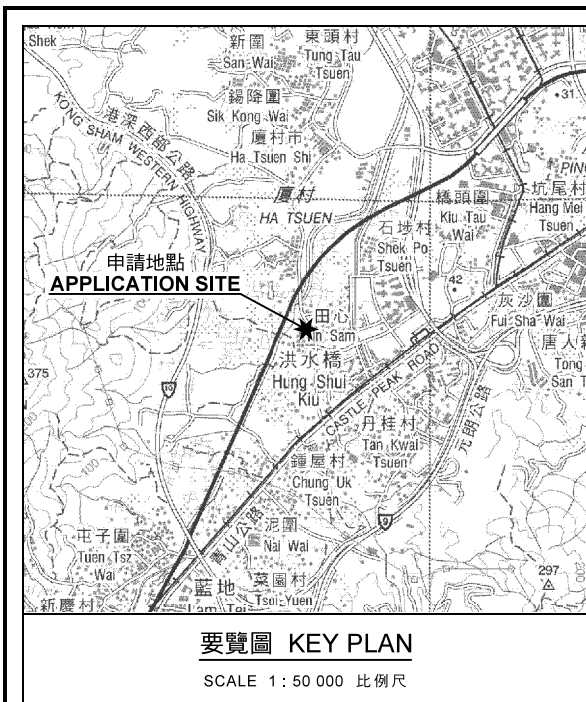 Shek
新圍
San Wai
東頭村
Tung Tau
Tsuen
31
錫降圍
Sik Kong Wai
廈村市
Ha Tsuen Shi
港深西部公路
KONG SHAM WESTERN HIGHWAY
廈村
HA TSUEN
石埗村
Shek Po
Tsuen
橋頭圍
Kiu Tau
Wai
坑尾村
Hang Mei
Tsuen
申請地點
APPLICATION SITE
42
灰沙圍
Fui Sha Wai
田心
in Sam
洪水橋
Hung Shui
Kiu
CASTLE PEAK ROAD
375
丹桂村
Tan Kwai
Tsuen
元朗公路
鍾屋村
Chung Uk
Tsuen
9
泥圍
Nai Wai
青山公路
屯子圍
Tuen Tsz
Wai
藍地
Lam Tei
菜園村
Tsoi Yuen
新慶村
297
要覽圖 KEY PLAN
SCALE 1 : 50 000 比例尺